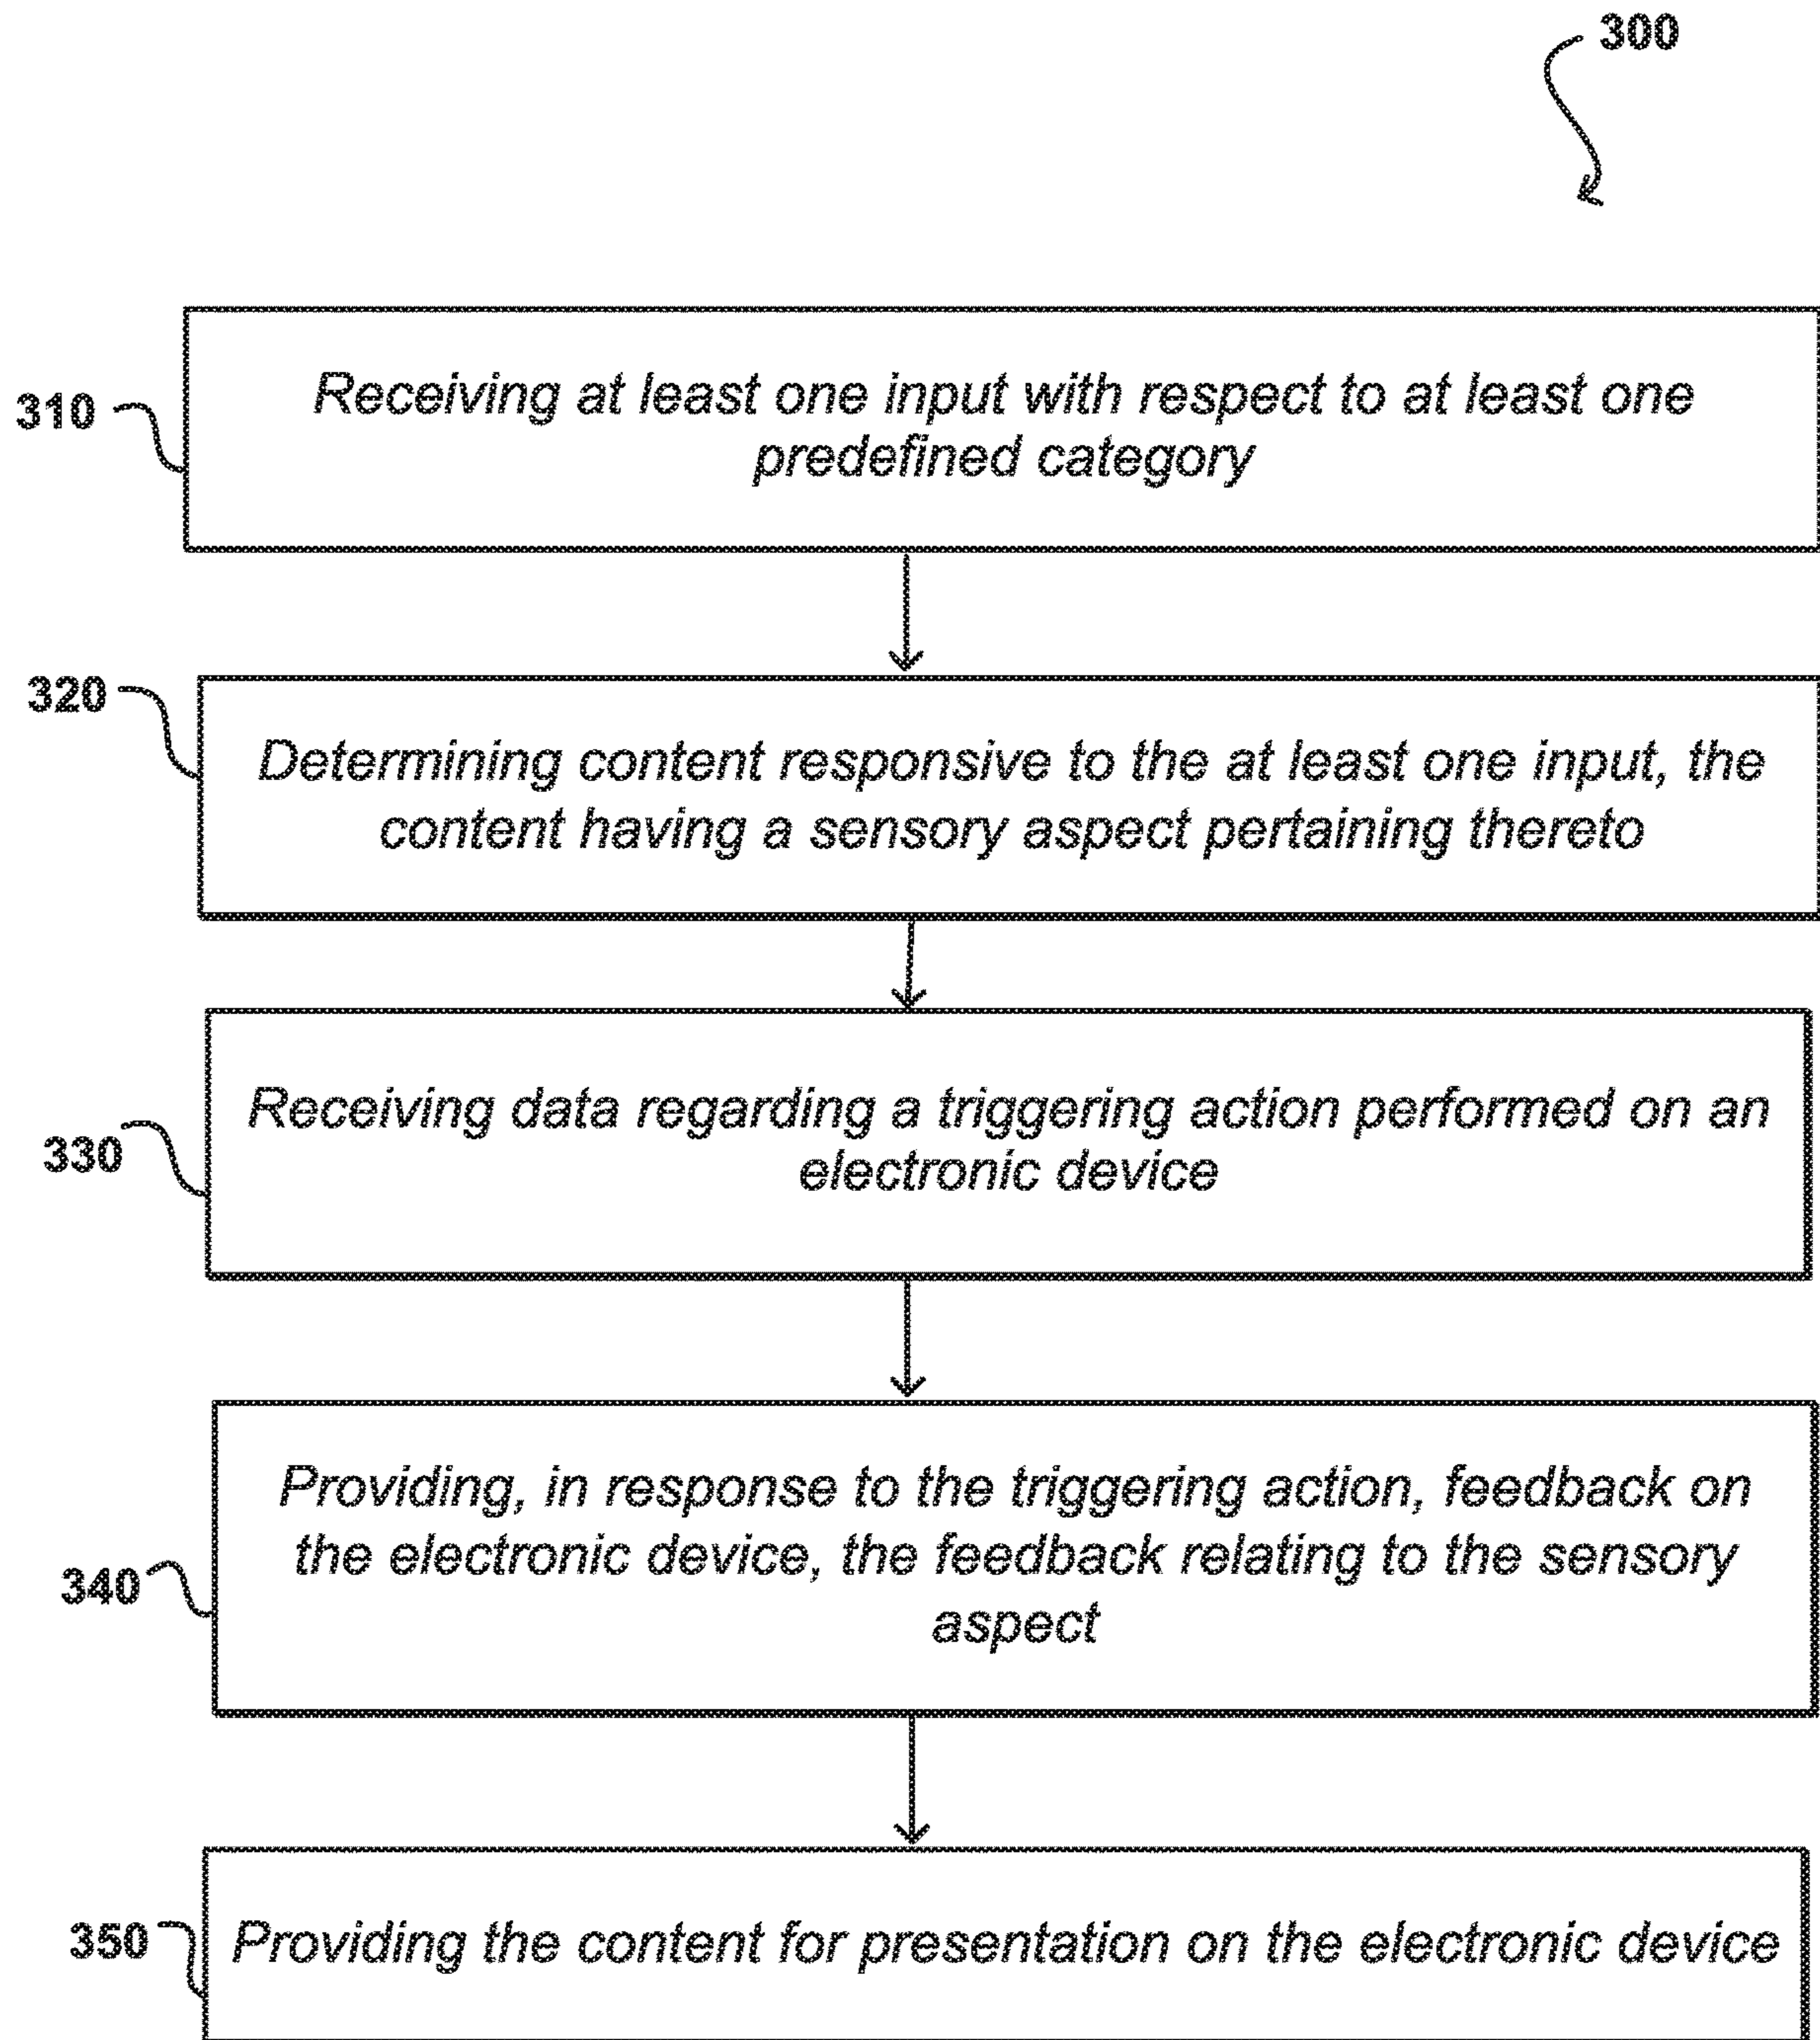 300
310
Receiving at least one input with respect to at least one
predefined category
320
Determining content responsive to the at least one input, the
content having a sensory aspect pertaining thereto
330
Receiving data regarding a triggering action performed on an
electronic device
340
Providing, in response to the triggering action, feedback on
the electronic device, the feedback relating to the sensory
aspect
350
Providing the content for presentation on the electronic device